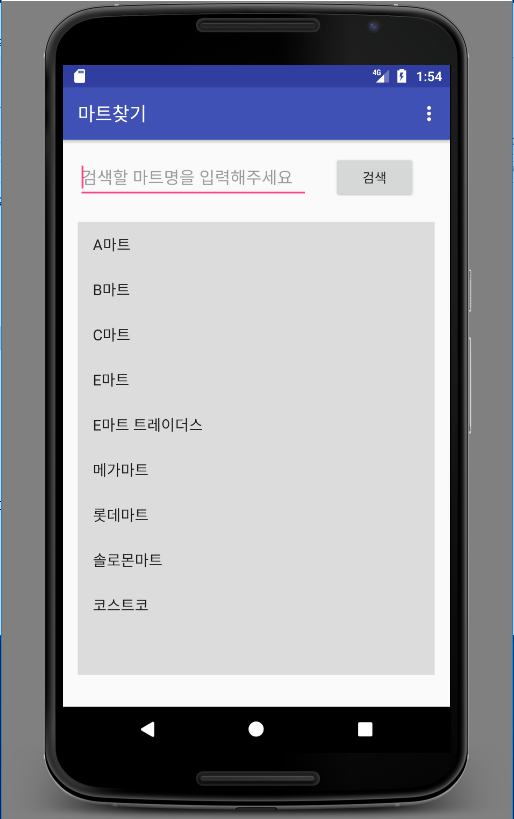 4G 1:54
마트찾기
검색할 마트명을 입력해주세요 검색
A마트
B마트
C마트
E마트
E마트 트레이더스
메가마트
롯데마트
솔로몬마트
코스트코